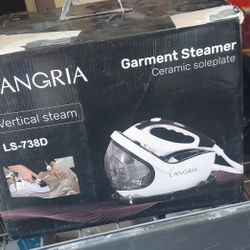 ANGRIA
Garment Steamer
Ceramic soleplate
Vertical steam
LS-738D
LANGRIA